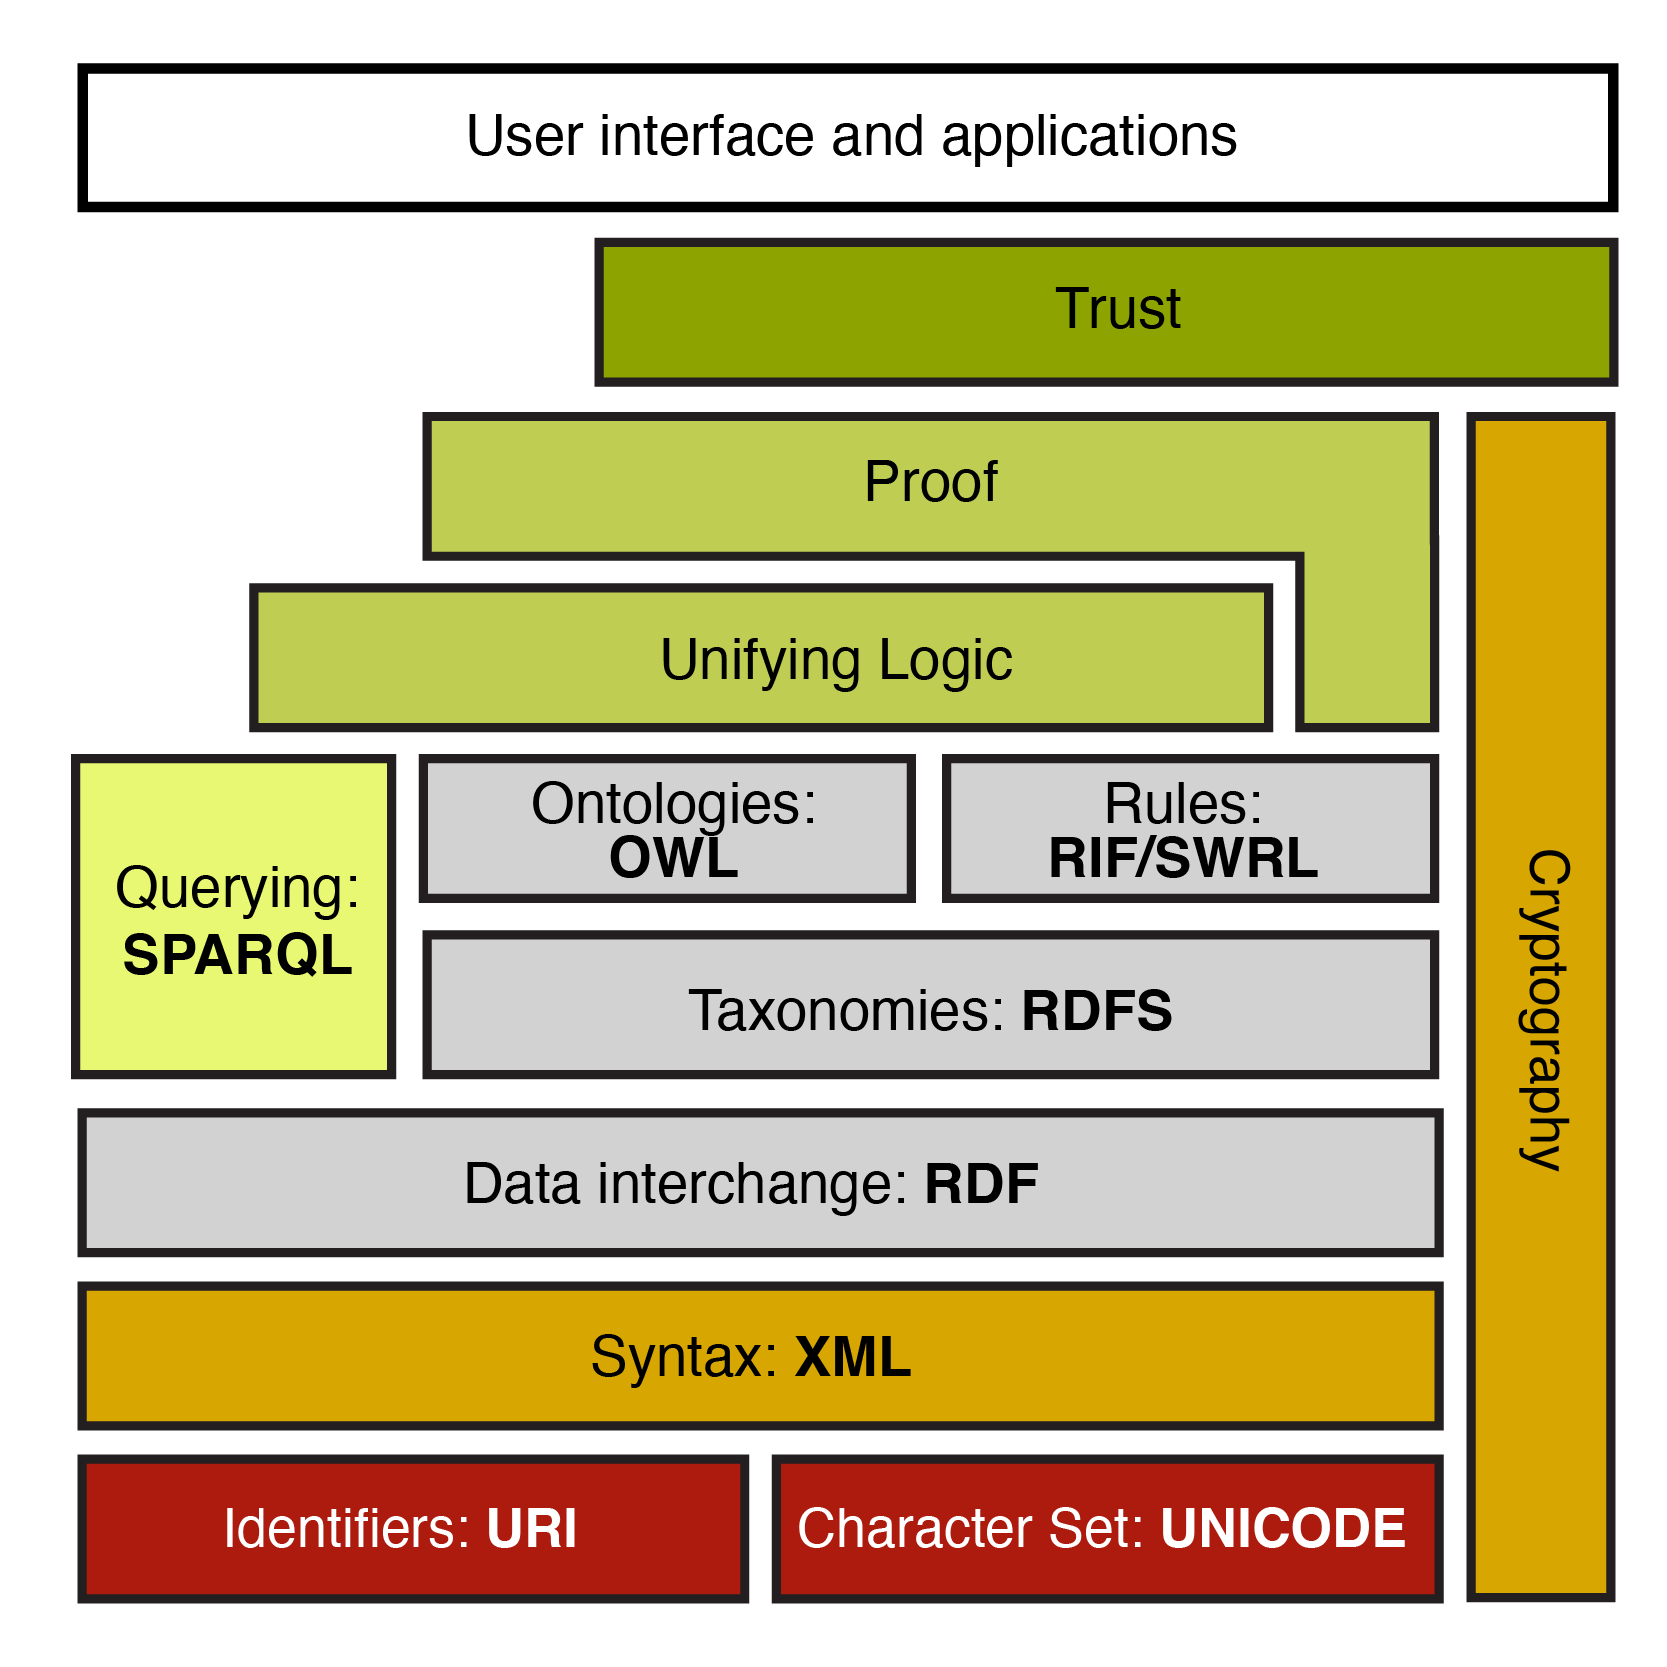 User interface and applications
Trust
Proof
Unifying Logic
Ontologies:
OWL
Rules:
RIF/SWRL
Querying:
SPARQL
Taxonomies: RDFS
Cryptography
Data interchange: RDF
Syntax: XML
Identifiers: URI
Character Set: UNICODE